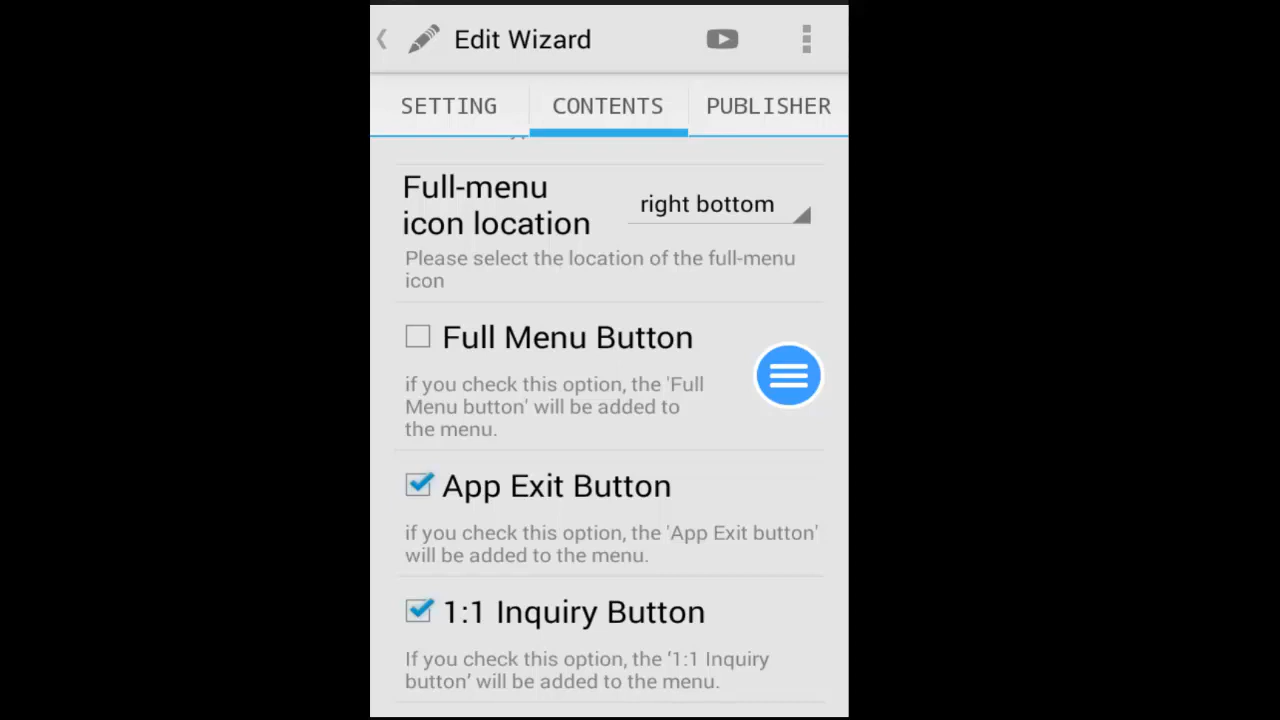 Edit Wizard
SETTING
CONTENTS
PUBLISHER
Full-menu
icon location
right bottom
Please select the location of the full-menu
icon
Full Menu Button
if you check this option, the 'Full
Menu button' will be added to
the menu.
App Exit Button
if you check this option, the 'App Exit button'
will be added to the menu.
1:1 Inquiry Button
If you check this option, the ‘1:1 Inquiry
button’ will be added to the menu.